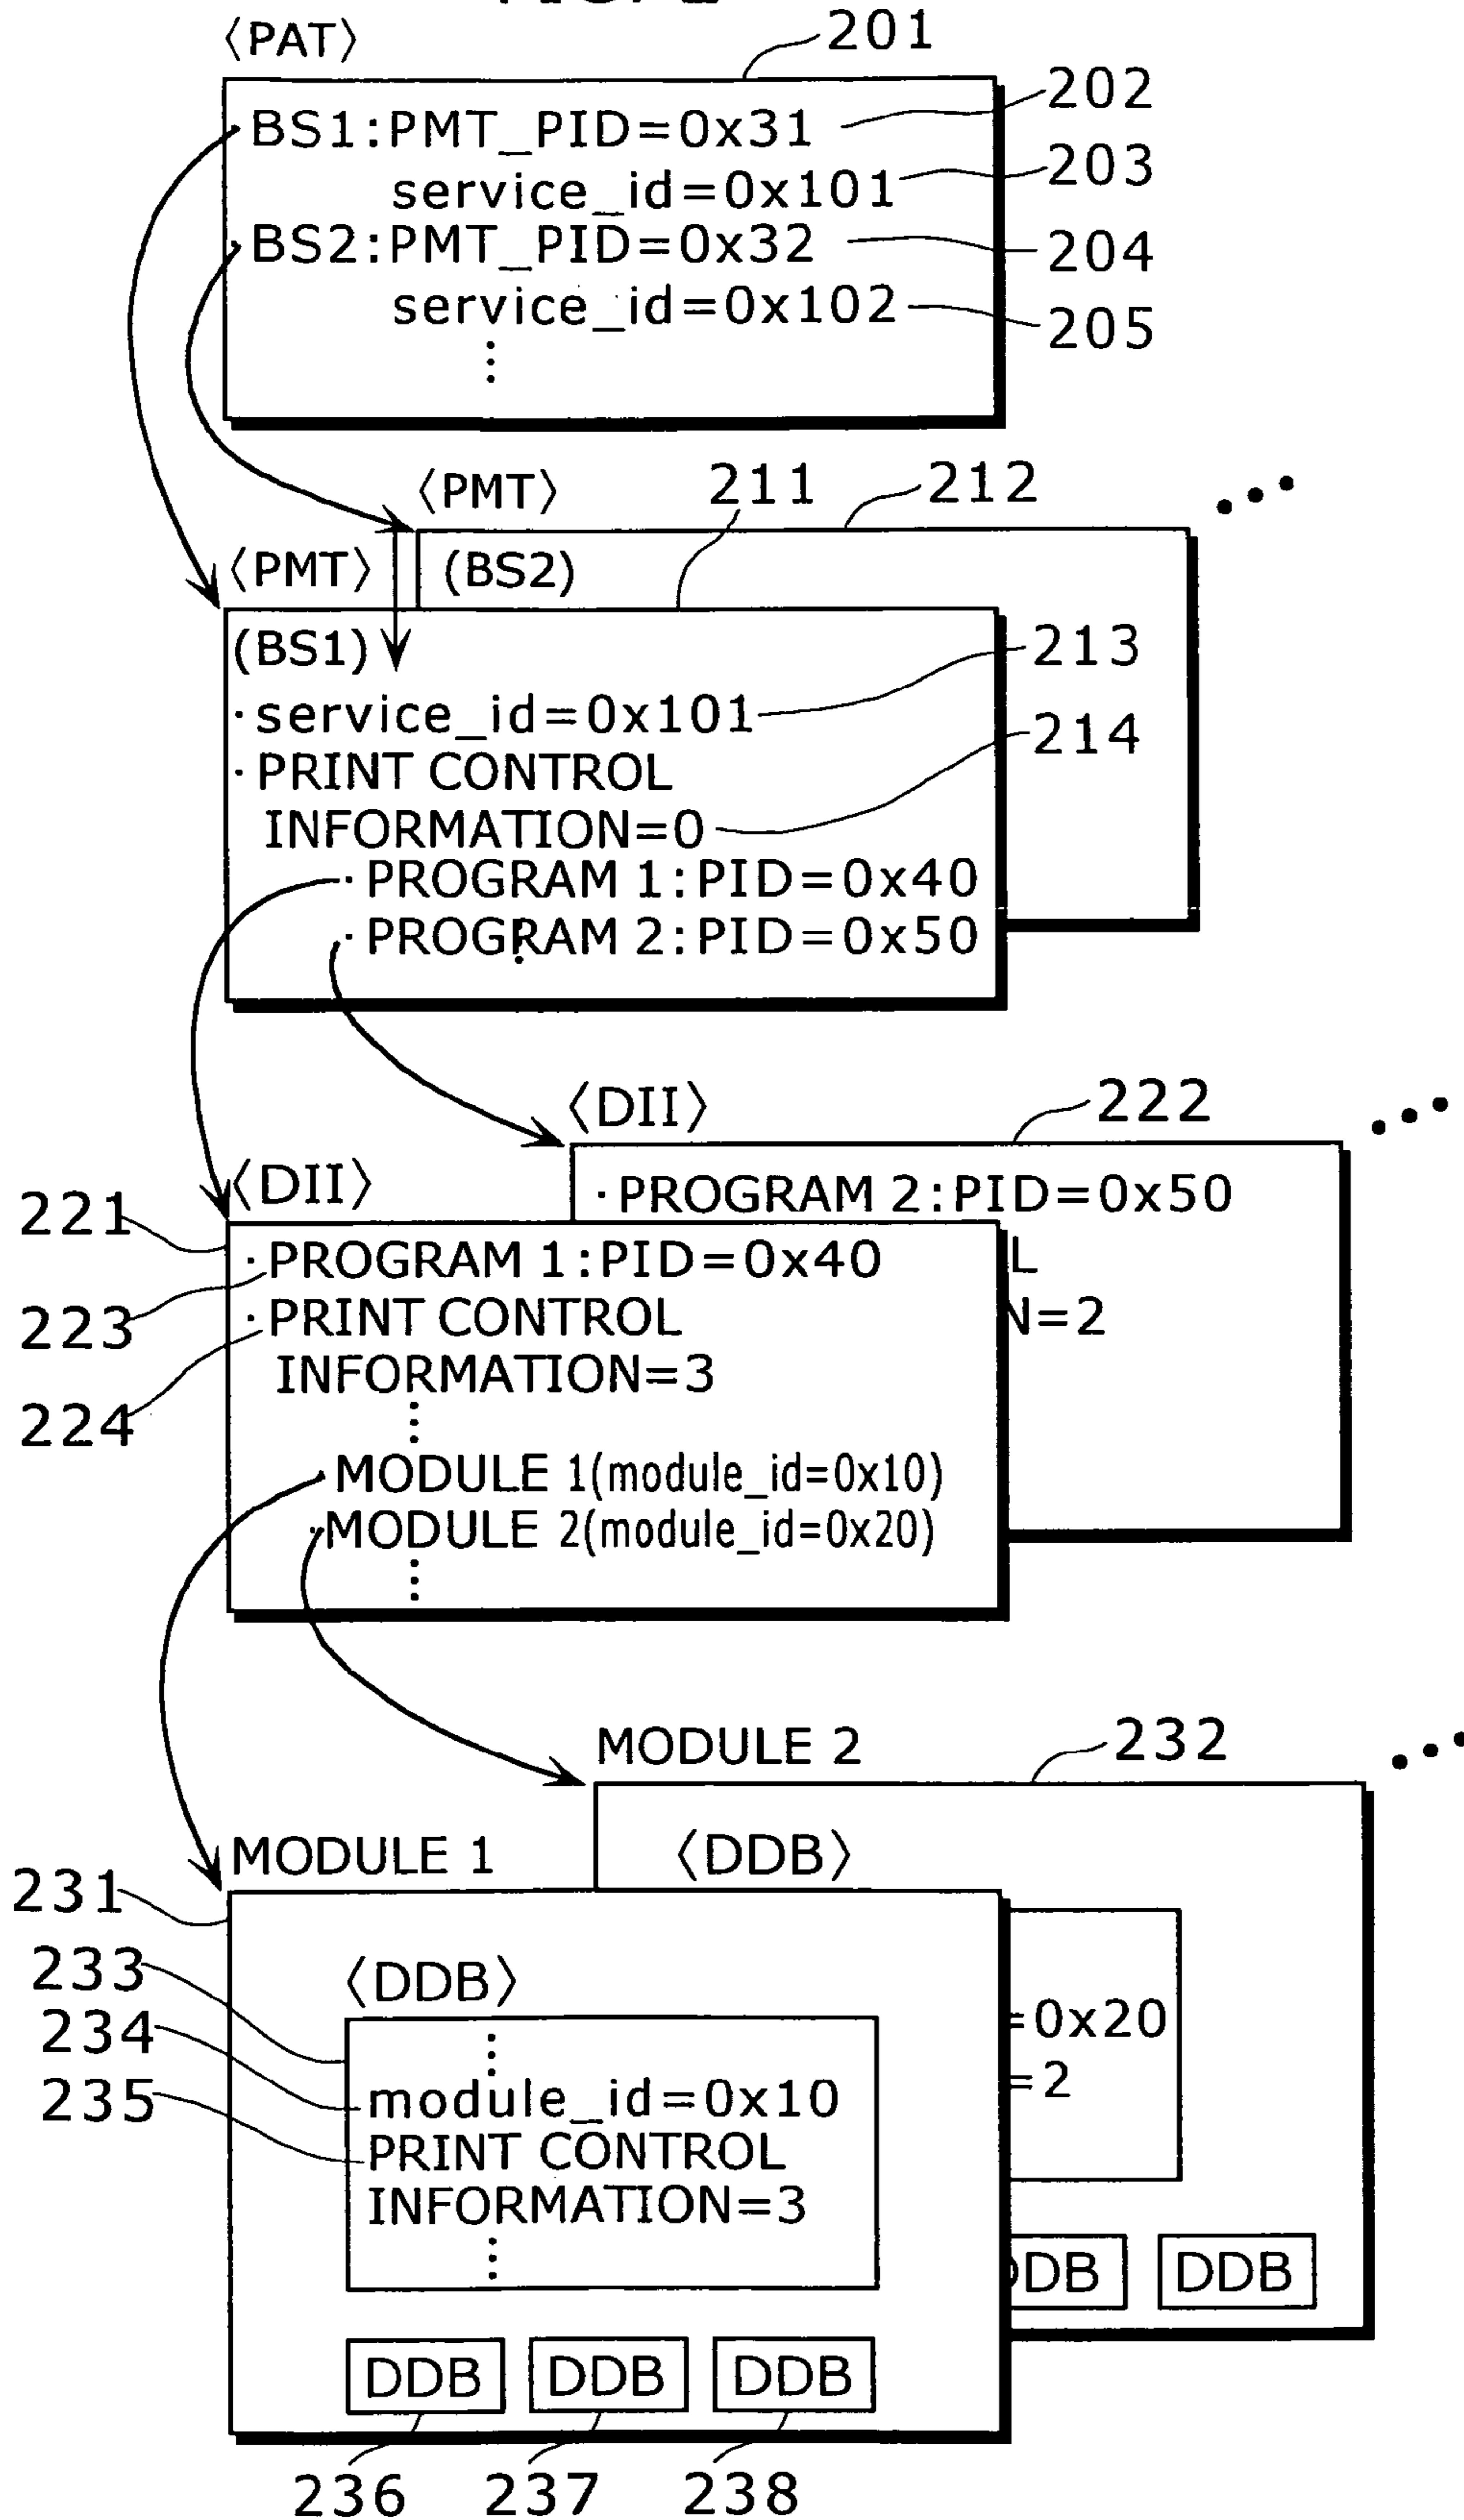 〈PAT〉
201
BS1:PMT_PID=0x31
202
service_id=0x101
203
BS2:PMT_PID=0x32
204
service_id=0x102
205
〈PMT〉
211
212
〈PMT〉
(BS2)
(BS1)
213
·service_id=0x101
214
·PRINT CONTROL
INFORMATION=0
·PROGRAM 1:PID=0x40
·PROGRAM 2:PID=0x50
〈DII〉
222
〈DII〉
·PROGRAM 2:PID=0x50
221
·PROGRAM 1:PID=0x40
L
223
·PRINT CONTROL
N=2
INFORMATION=3
224
MODULE 1(module_id=0x10)
·MODULE 2(module_id=0x20)
MODULE 2
232
MODULE 1
〈DDB〉
231
233
〈DDB〉
234
=0x20
235
module_id=0x10
=2
PRINT CONTROL
INFORMATION=3
DDB
DDB
DDB
DDB
DDB
236
237
238